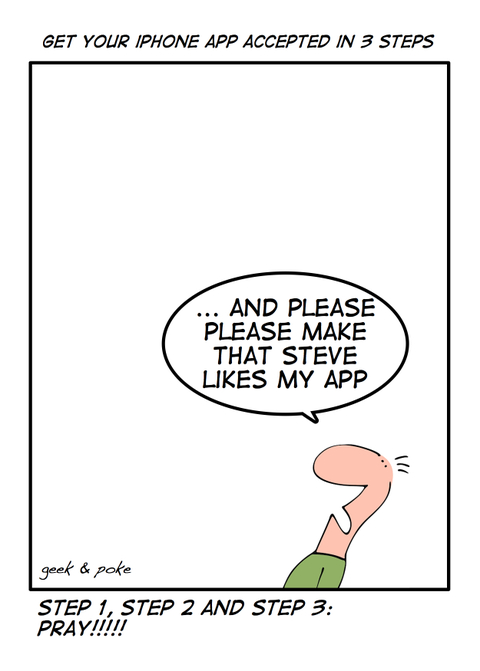 GET YOUR IPHONE APP ACCEPTED IN 3 STEPS
... AND PLEASE
PLEASE MAKE
THAT STEVE
LIKES MY APP
geek & poke
STEP 1, STEP 2 AND STEP 3:
PRAY!!!!!